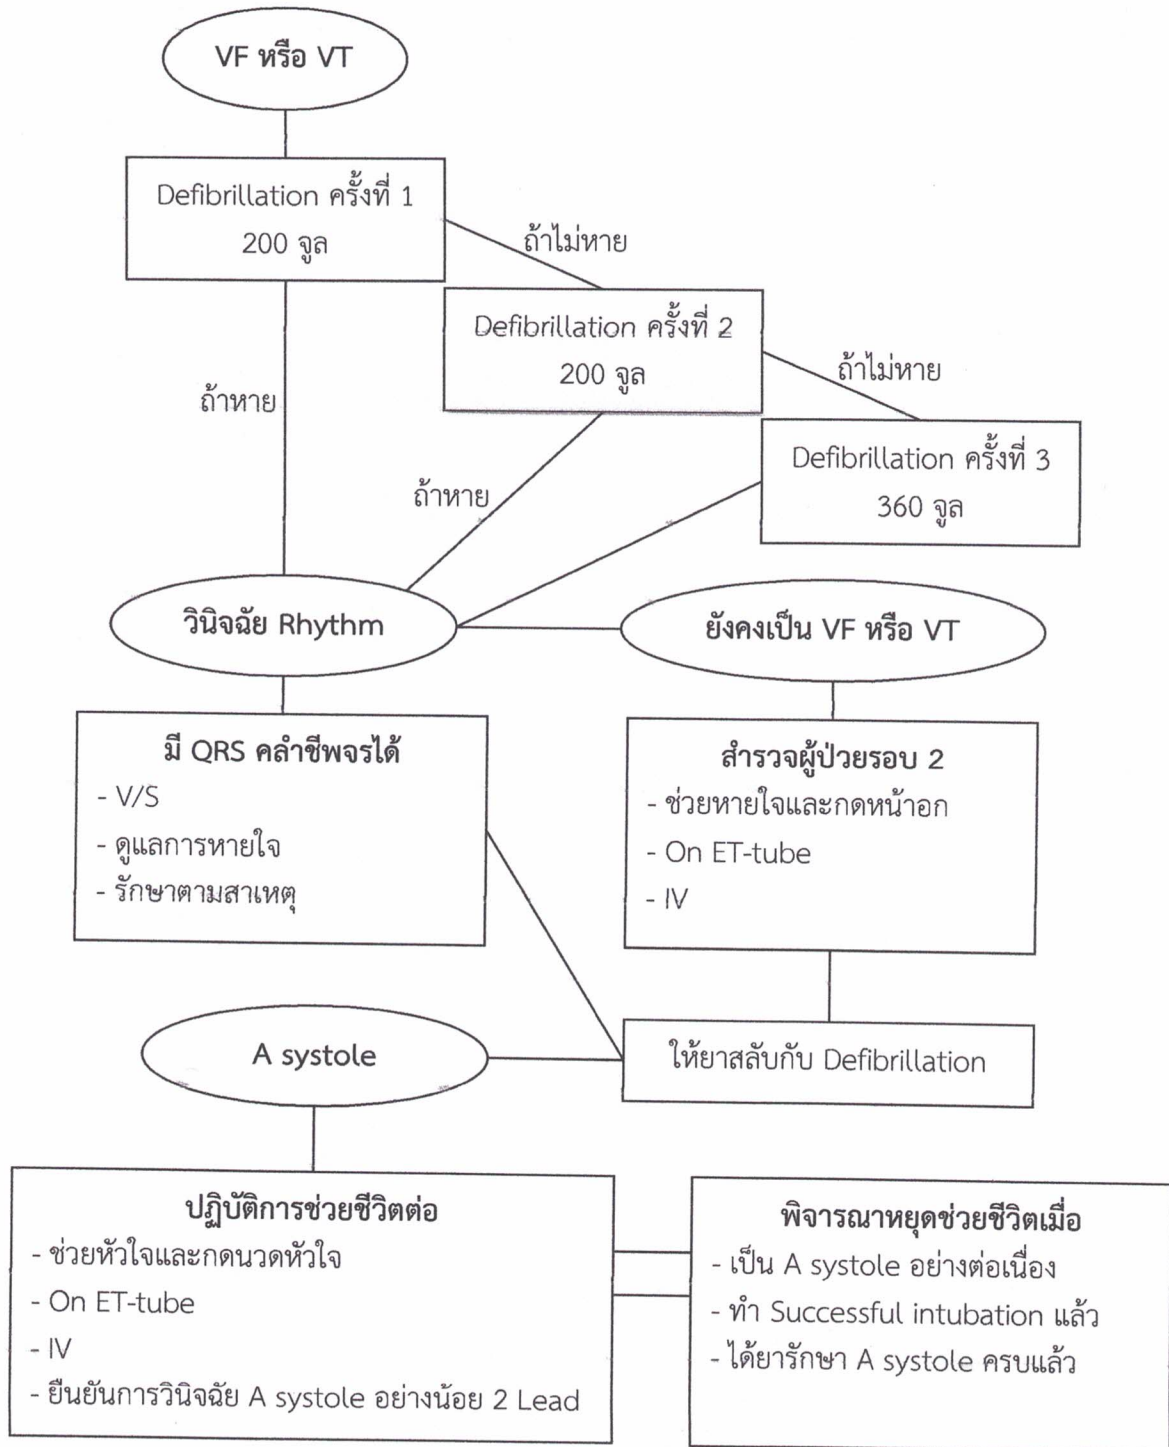 VF หรือ VT
Defibrillation ครั้งที่ 1
200 จูล
ถ้าไม่หาย
Defibrillation ครั้งที่ 2
200 จูล
ถ้าไม่หาย
ถ้าหาย
Defibrillation ครั้งที่ 3
360 จูล
ถ้าหาย
วินิจฉัย Rhythm
ยังคงเป็น VF หรือ VT
มี QRS คลำชีพจรได้
- V/S
- ดูแลการหายใจ
- รักษาตามสาเหตุ
สำรวจผู้ป่วยรอบ 2
- ช่วยหายใจและกดหน้าอก
- On ET-tube
- IV
A systole
ให้ยาสลับกับ Defibrillation
ปฏิบัติการช่วยชีวิตต่อ
- ช่วยหัวใจและกดนวดหัวใจ
- On ET-tube
- IV
- ยืนยันการวินิจฉัย A systole อย่างน้อย 2 Lead
พิจารณาหยุดช่วยชีวิตเมื่อ
- เป็น A systole อย่างต่อเนื่อง
- ทำ Successful intubation แล้ว
- ได้ยารักษา A systole ครบแล้ว